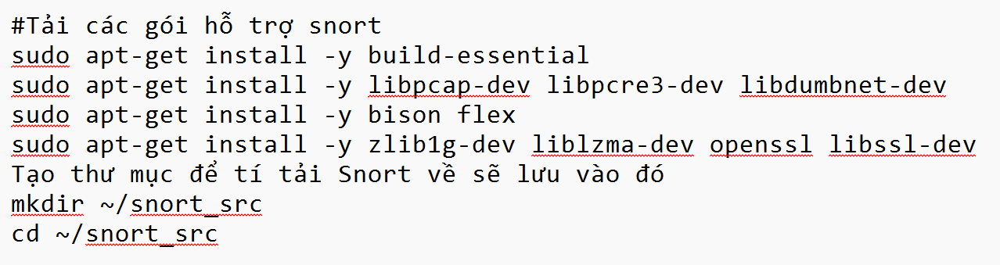 #Tải các gói hỗ trợ snort
sudo apt-get install -y build-essential
sudo apt-get install -y libpcap-dev libpcre3-dev libdumbnet-dev
sudo apt-get install -y bison flex
sudo apt-get install -y zlib1g-dev liblzma-dev openssl libssl-dev
Tạo thư mục để tí tải Snort về sẽ lưu vào đó
mkdir ~/snort_src
cd ~/snort_src